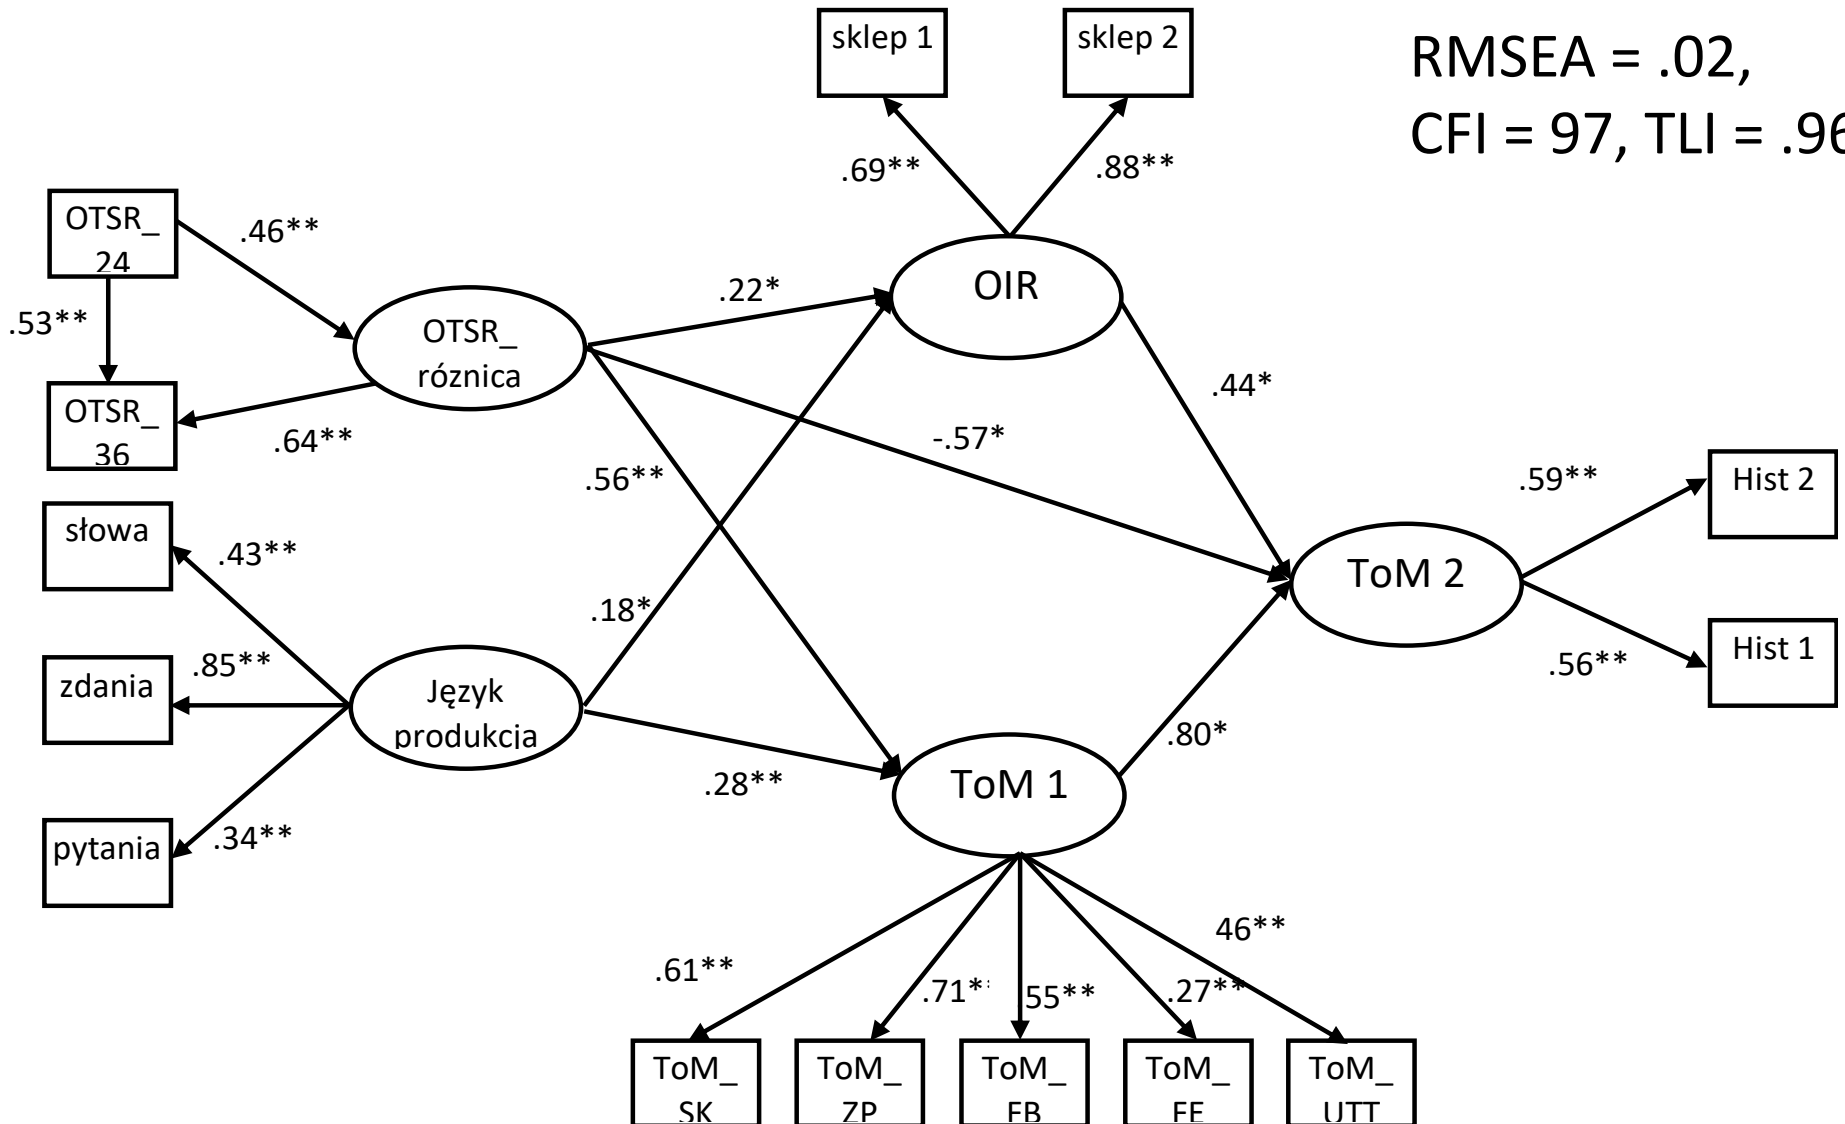 sklep 1
sklep 2
RMSEA = .02,
CFI = 97, TLI = .96
.69**
.88**
OTSR_
24
.46**
.53**
OTSR_
36
.64**
OTSR_
róznica
.22*
OIR
.44*
-.57*
.56**
słowa
.43**
.59**
Hist 2
ToM 2
.18*
zdania
.85**
Język
produkcja
.56**
Hist 1
.80*
.28**
ToM 1
pytania
.34**
.61**
.71*
55**
.27**
46**
ToM_
SK
ToM_
ZP
ToM_
FB
ToM_
FE
ToM_
UTT